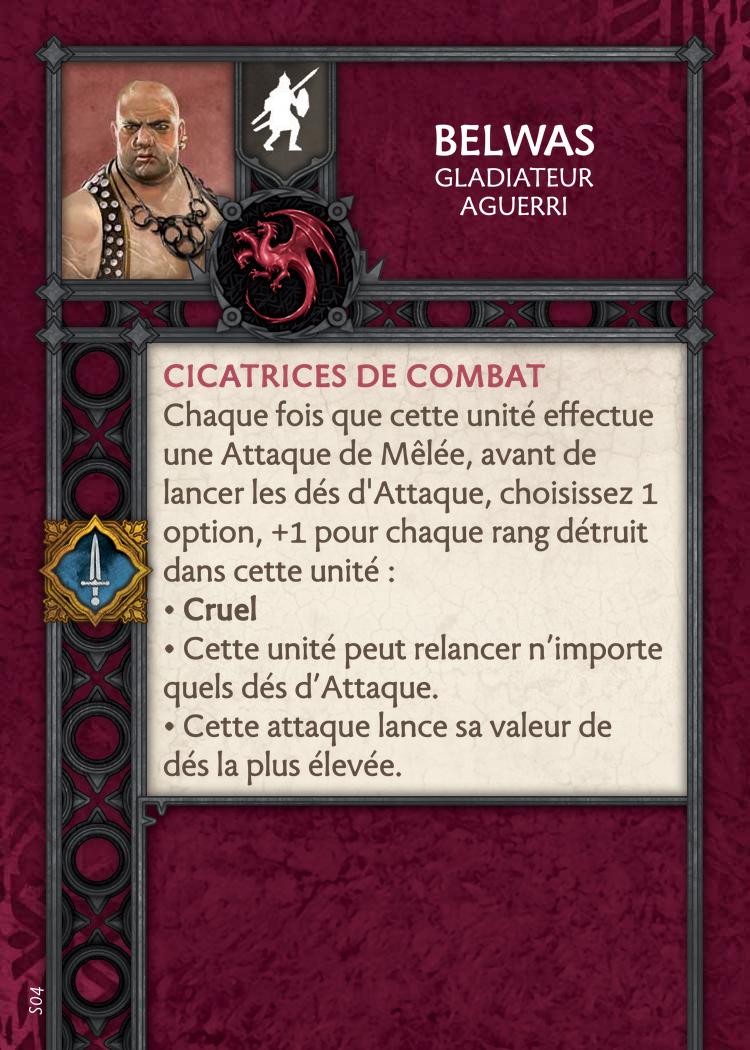 BELWAS
GLADIATEUR
AGUERRI
CICATRICES DE COMBAT
Chaque fois que cette unité effectue
une Attaque de Mêlée, avant de
lancer les dés d'Attaque, choisissez 1
option, +1 pour chaque rang détruit
dans cette unité :
• Cruel
• Cette unité peut relancer n’importe
quels dés d’Attaque.
• Cette attaque lance sa valeur de
dés la plus élevée.
S04